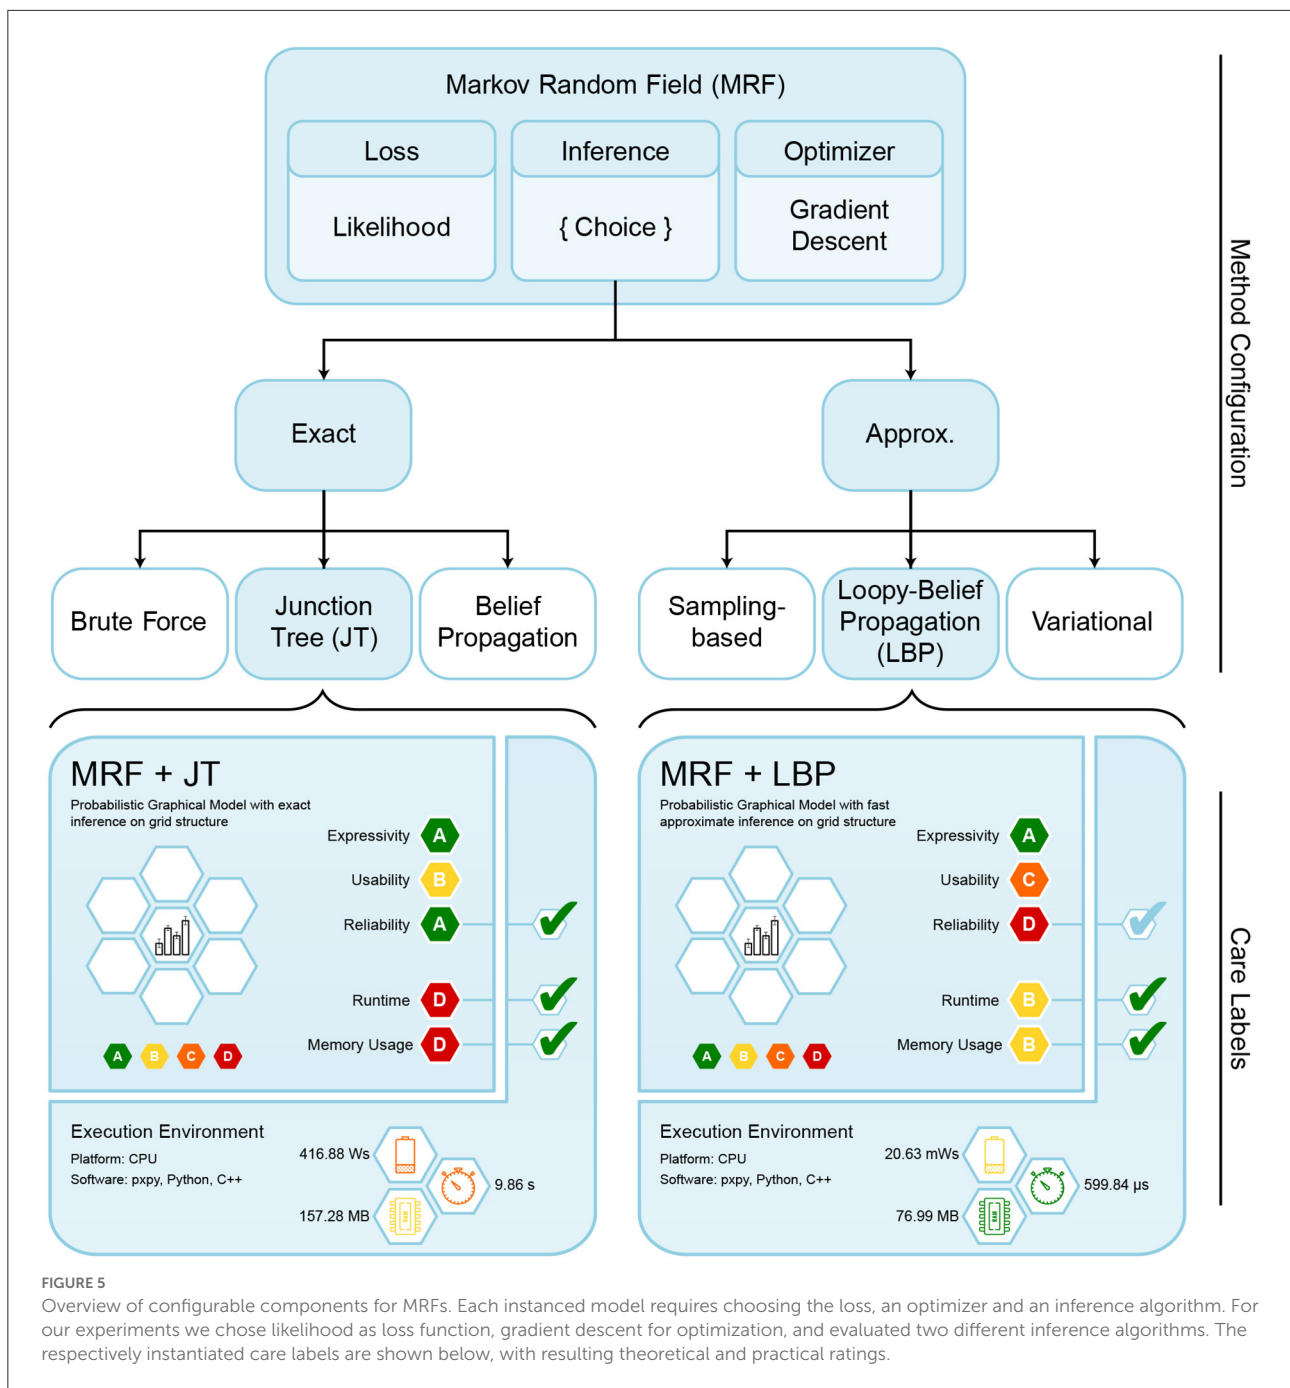 Markov Random Field (MRF)
Loss
Inference
Optimizer
Likelihood
{ Choice }
Gradient
Descent
Method Configuration
Exact
Approx.
Brute Force
Junction
Tree (JT)
Belief
Propagation
Sampling-
based
Loopy-Belief
Propagation
(LBP)
Variational
MRF + JT
Probabilistic Graphical Model with exact
inference on grid structure
Expressivity A
Usability B
Reliability A
Runtime D
Memory Usage D
A B C D
Execution Environment
Platform: CPU
Software: pxpy, Python, C++
416.88 Ws
9.86 s
157.28 MB
MRF + LBP
Probabilistic Graphical Model with fast
approximate inference on grid structure
Expressivity A
Usability C
Reliability D
Runtime B
Memory Usage B
A B C D
Execution Environment
Platform: CPU
Software: pxpy, Python, C++
20.63 mWs
599.84 µs
76.99 MB
Care Labels
FIGURE 5
Overview of configurable components for MRFs. Each instanced model requires choosing the loss, an optimizer and an inference algorithm. For
our experiments we chose likelihood as loss function, gradient descent for optimization, and evaluated two different inference algorithms. The
respectively instantiated care labels are shown below, with resulting theoretical and practical ratings.